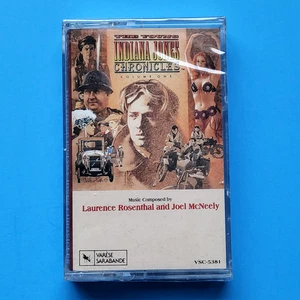 THE YOUNG
INDIANA JONES
CHRONICLES
VOLUME ONE
Music Composed by
Laurence Rosenthal and Joel McNeely
VARÈSE
SARABANDE
VSC-5381